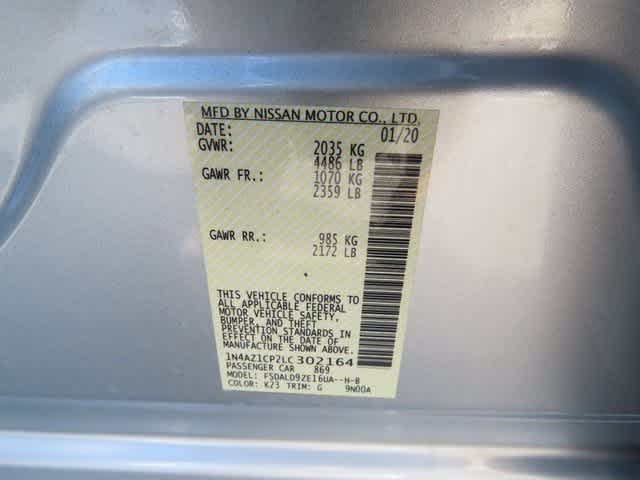 MFD BY NISSAN MOTOR CO., LTD.
DATE: 01/20
GVWR: 2035 KG
4486 LB
GAWR FR.: 1070 KG
2359 LB
GAWR RR.: 985 KG
2172 LB
THIS VEHICLE CONFORMS TO
ALL APPLICABLE FEDERAL
MOTOR VEHICLE SAFETY,
BUMPER, AND THEFT
PREVENTION STANDARDS IN
EFFECT ON THE DATE OF
MANUFACTURE SHOWN ABOVE.
1N4AZ1CP2LC302164
PASSENGER CAR 869
MODEL: FSDALD9ZE16UA--H-B
COLOR: K23 TRIM: G 9N00A